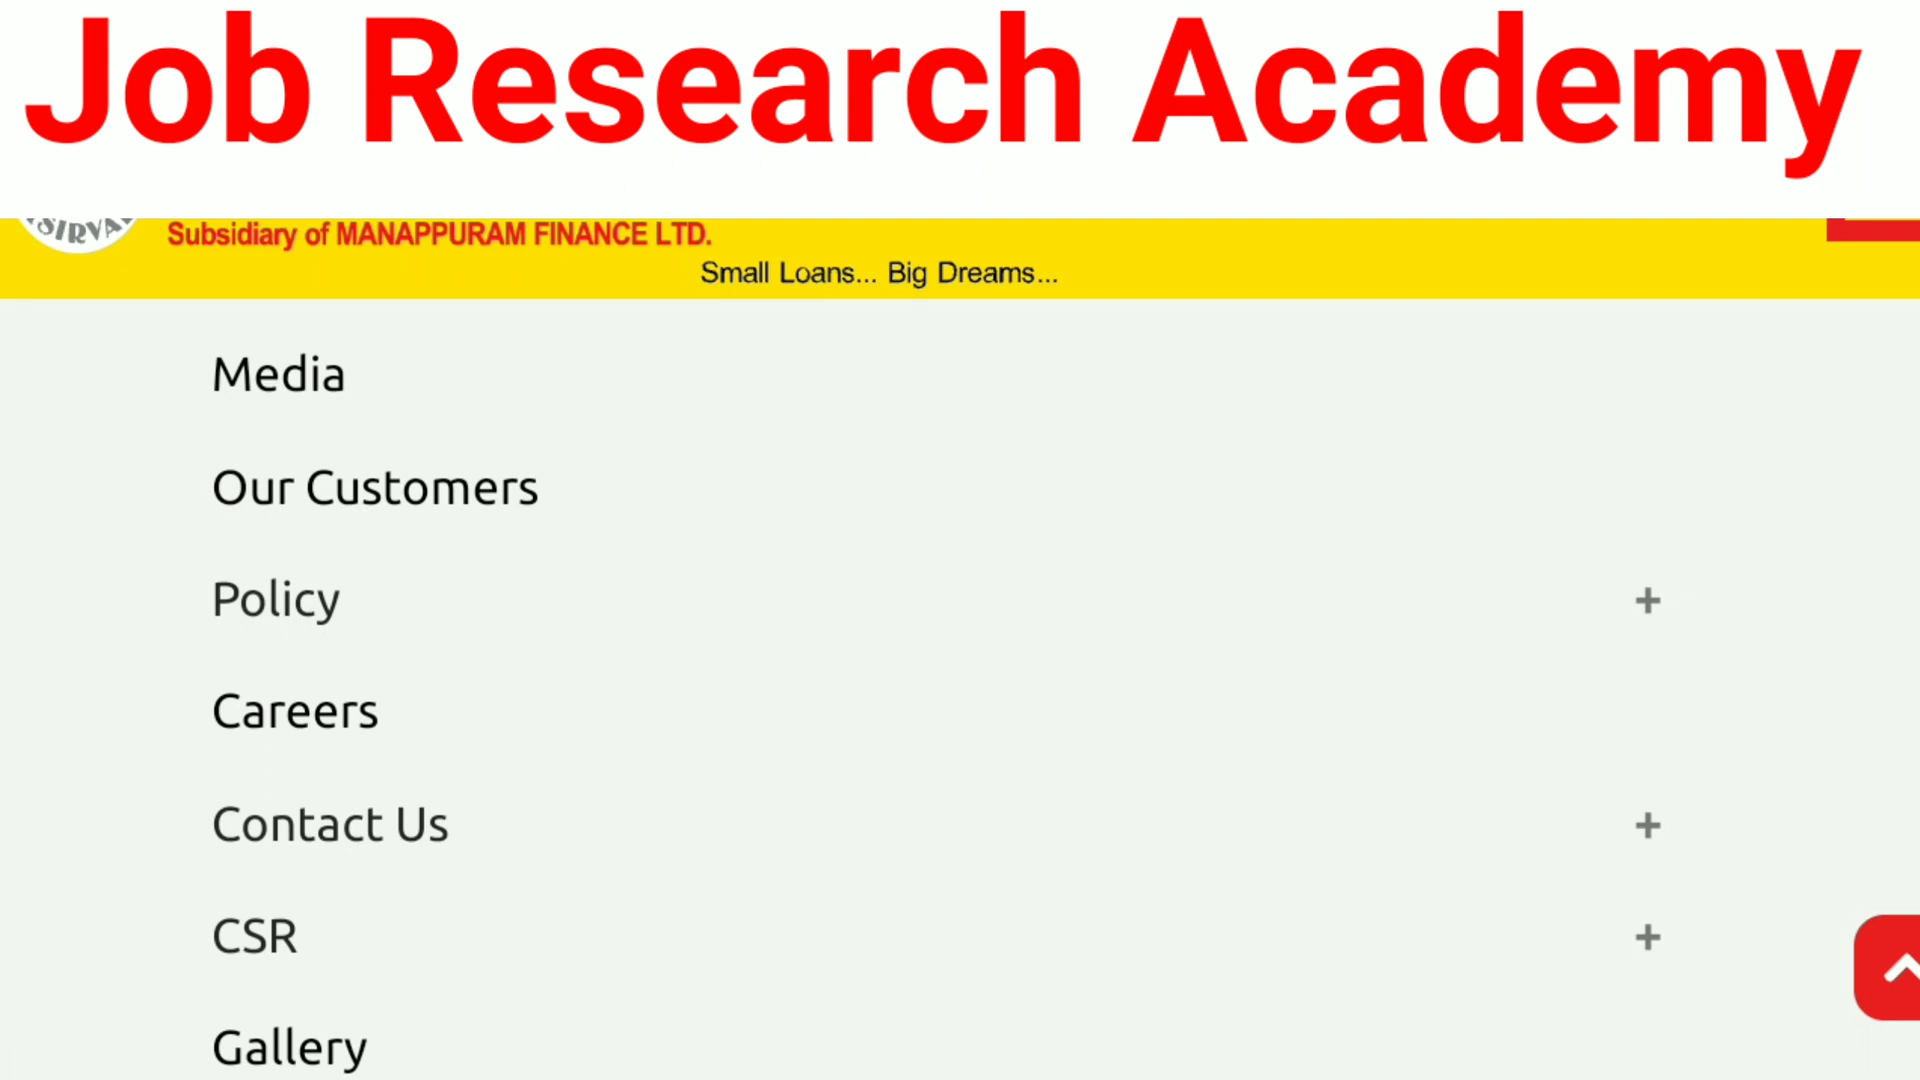 Job Research Academy
Subsidiary of MANAPPURAM FINANCE LTD.
Small Loans... Big Dreams...
Media
Our Customers
Policy +
Careers
Contact Us +
CSR +
Gallery